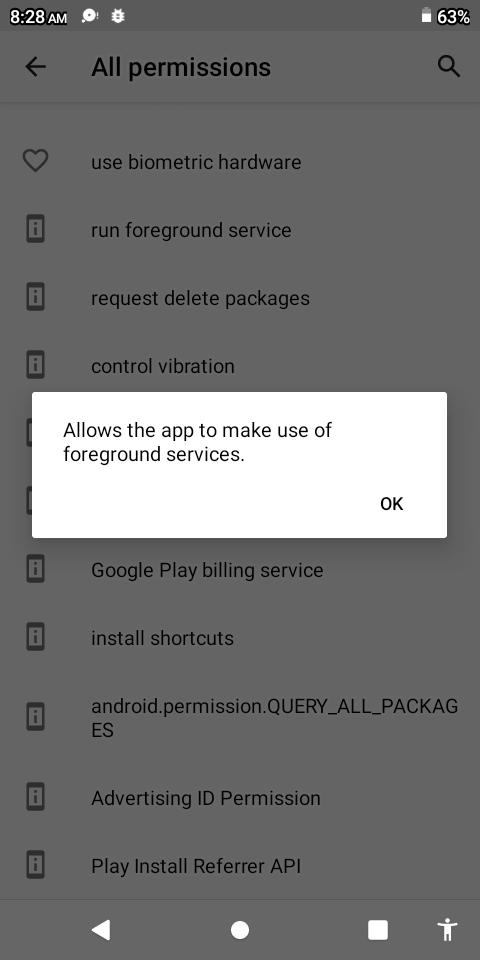 8:28 AM
63%
All permissions
use biometric hardware
run foreground service
request delete packages
control vibration
Allows the app to make use of
foreground services.
OK
Google Play billing service
install shortcuts
android.permission.QUERY_ALL_PACKAG
ES
Advertising ID Permission
Play Install Referrer API